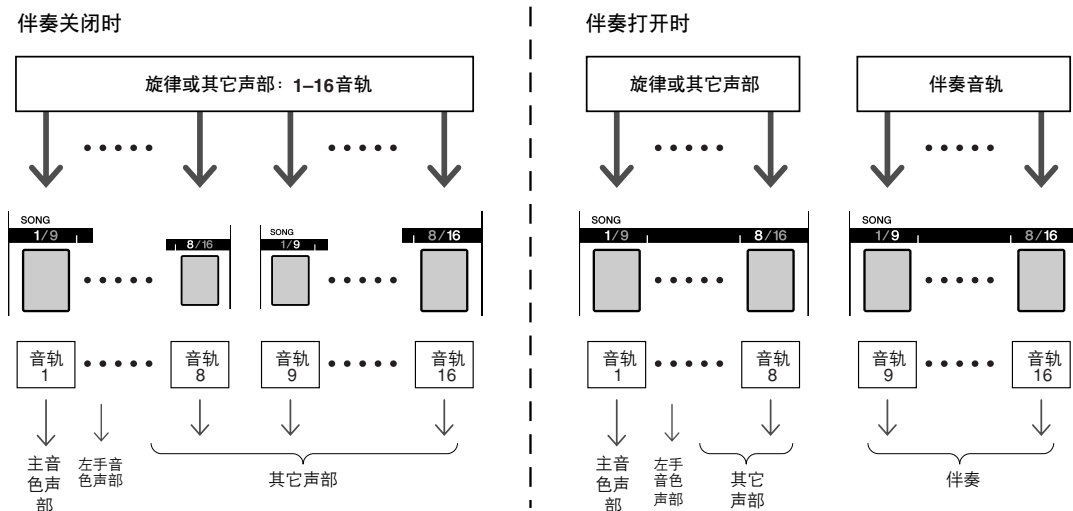 伴奏关闭时
旋律或其它声部：1–16音轨
SONG
1/9
8/16
SONG
1/9
8/16
音轨
1
音轨
8
音轨
9
音轨
16
主音
色声
部
左手音
色声部
其它声部
伴奏打开时
旋律或其它声部
伴奏音轨
SONG
1/9
8/16
SONG
1/9
8/16
音轨
1
音轨
8
音轨
9
音轨
16
主音
色声
部
左手
音色
声部
其它
声部
伴奏